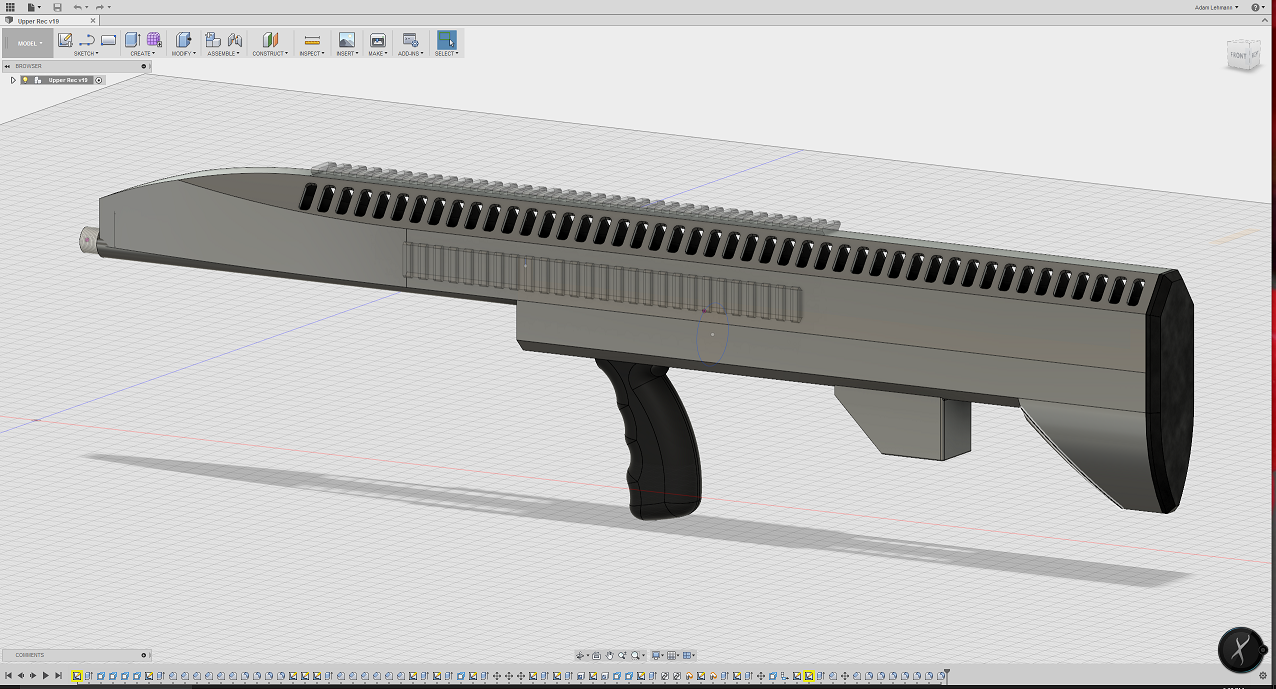 Adam Lehmann
Upper Rec v19
MODEL
SKETCH
CREATE
MODIFY
ASSEMBLE
CONSTRUCT
INSPECT
INSERT
MAKE
ADD-INS
SELECT
BROWSER
Upper Rec v19
FRONT
COMMENTS